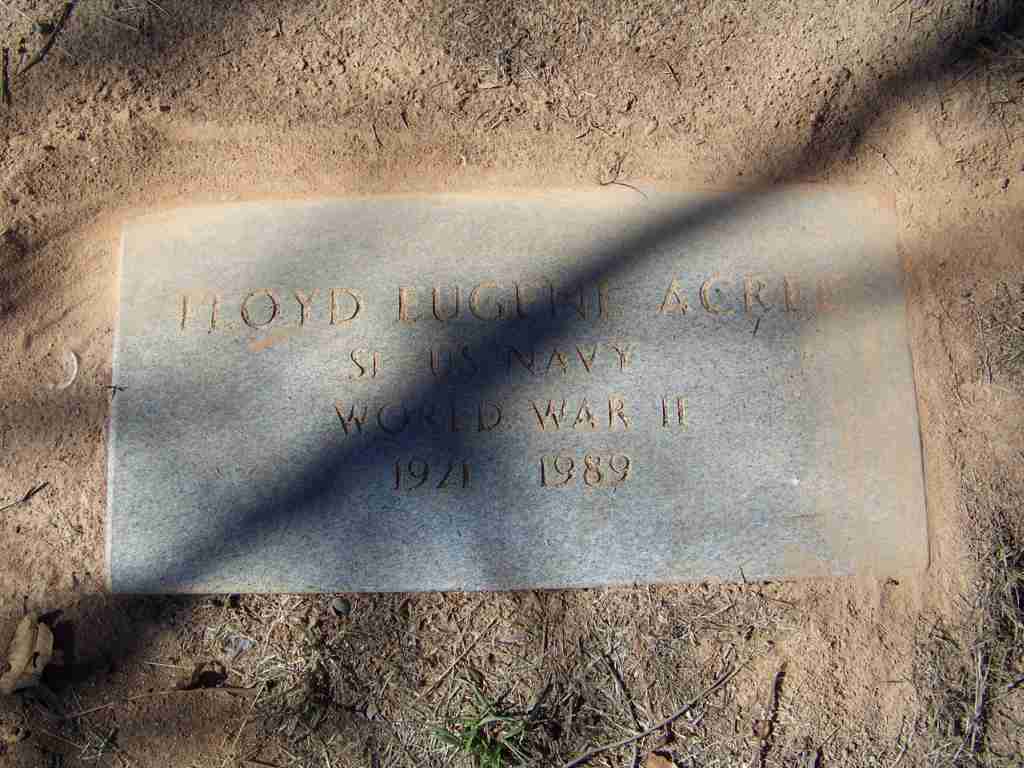 FLOYD EUGENE ACREE
S1 US NAVY
WORLD WAR II
1921 1989